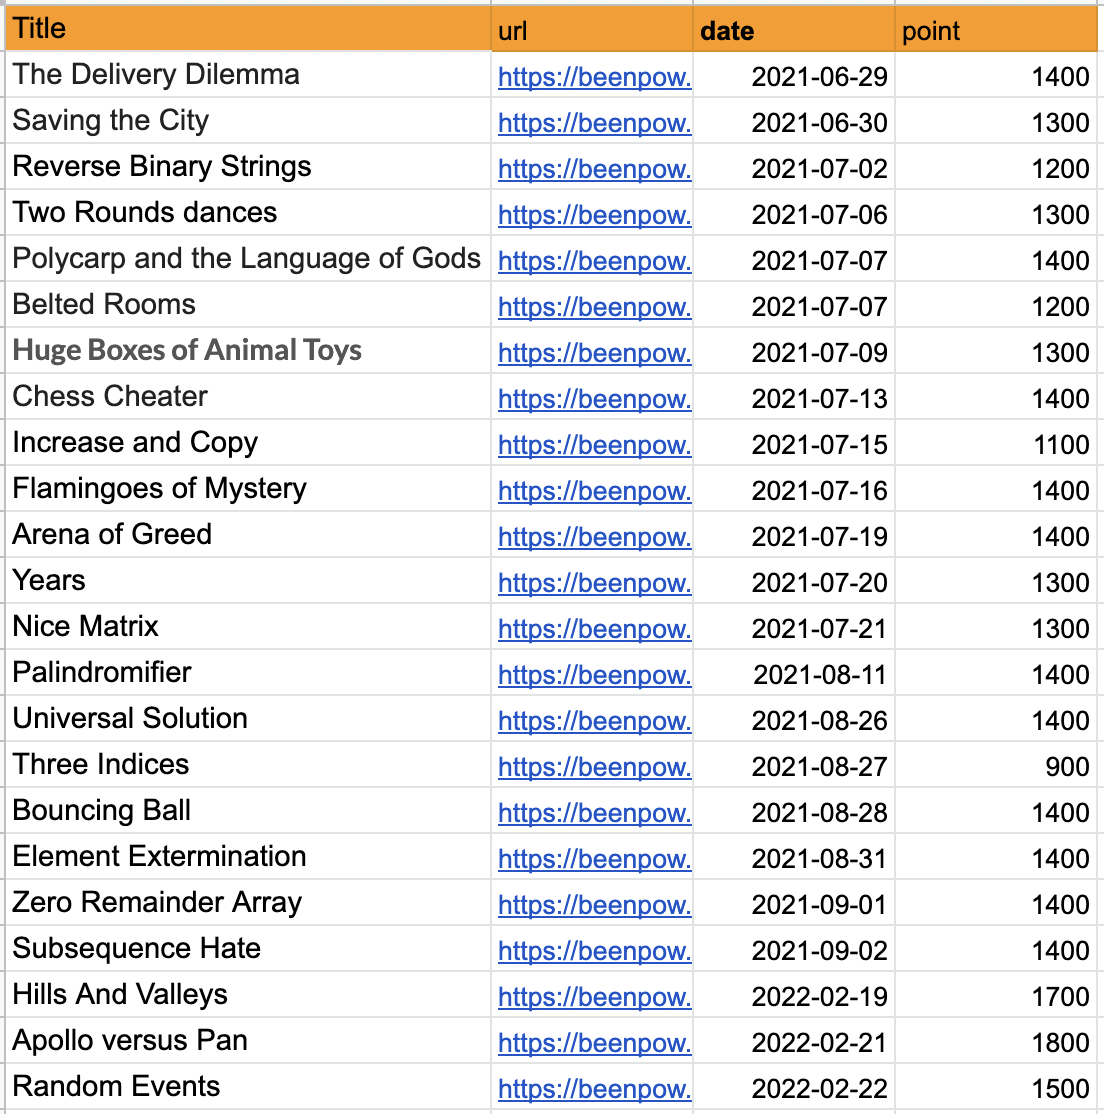 Title url date point
The Delivery Dilemma https://beenpow. 2021-06-29 1400
Saving the City https://beenpow. 2021-06-30 1300
Reverse Binary Strings https://beenpow. 2021-07-02 1200
Two Rounds dances https://beenpow. 2021-07-06 1300
Polycarp and the Language of Gods https://beenpow. 2021-07-07 1400
Belted Rooms https://beenpow. 2021-07-07 1200
Huge Boxes of Animal Toys https://beenpow. 2021-07-09 1300
Chess Cheater https://beenpow. 2021-07-13 1400
Increase and Copy https://beenpow. 2021-07-15 1100
Flamingoes of Mystery https://beenpow. 2021-07-16 1400
Arena of Greed https://beenpow. 2021-07-19 1400
Years https://beenpow. 2021-07-20 1300
Nice Matrix https://beenpow. 2021-07-21 1300
Palindromifier https://beenpow. 2021-08-11 1400
Universal Solution https://beenpow. 2021-08-26 1400
Three Indices https://beenpow. 2021-08-27 900
Bouncing Ball https://beenpow. 2021-08-28 1400
Element Extermination https://beenpow. 2021-08-31 1400
Zero Remainder Array https://beenpow. 2021-09-01 1400
Subsequence Hate https://beenpow. 2021-09-02 1400
Hills And Valleys https://beenpow. 2022-02-19 1700
Apollo versus Pan https://beenpow. 2022-02-21 1800
Random Events https://beenpow. 2022-02-22 1500